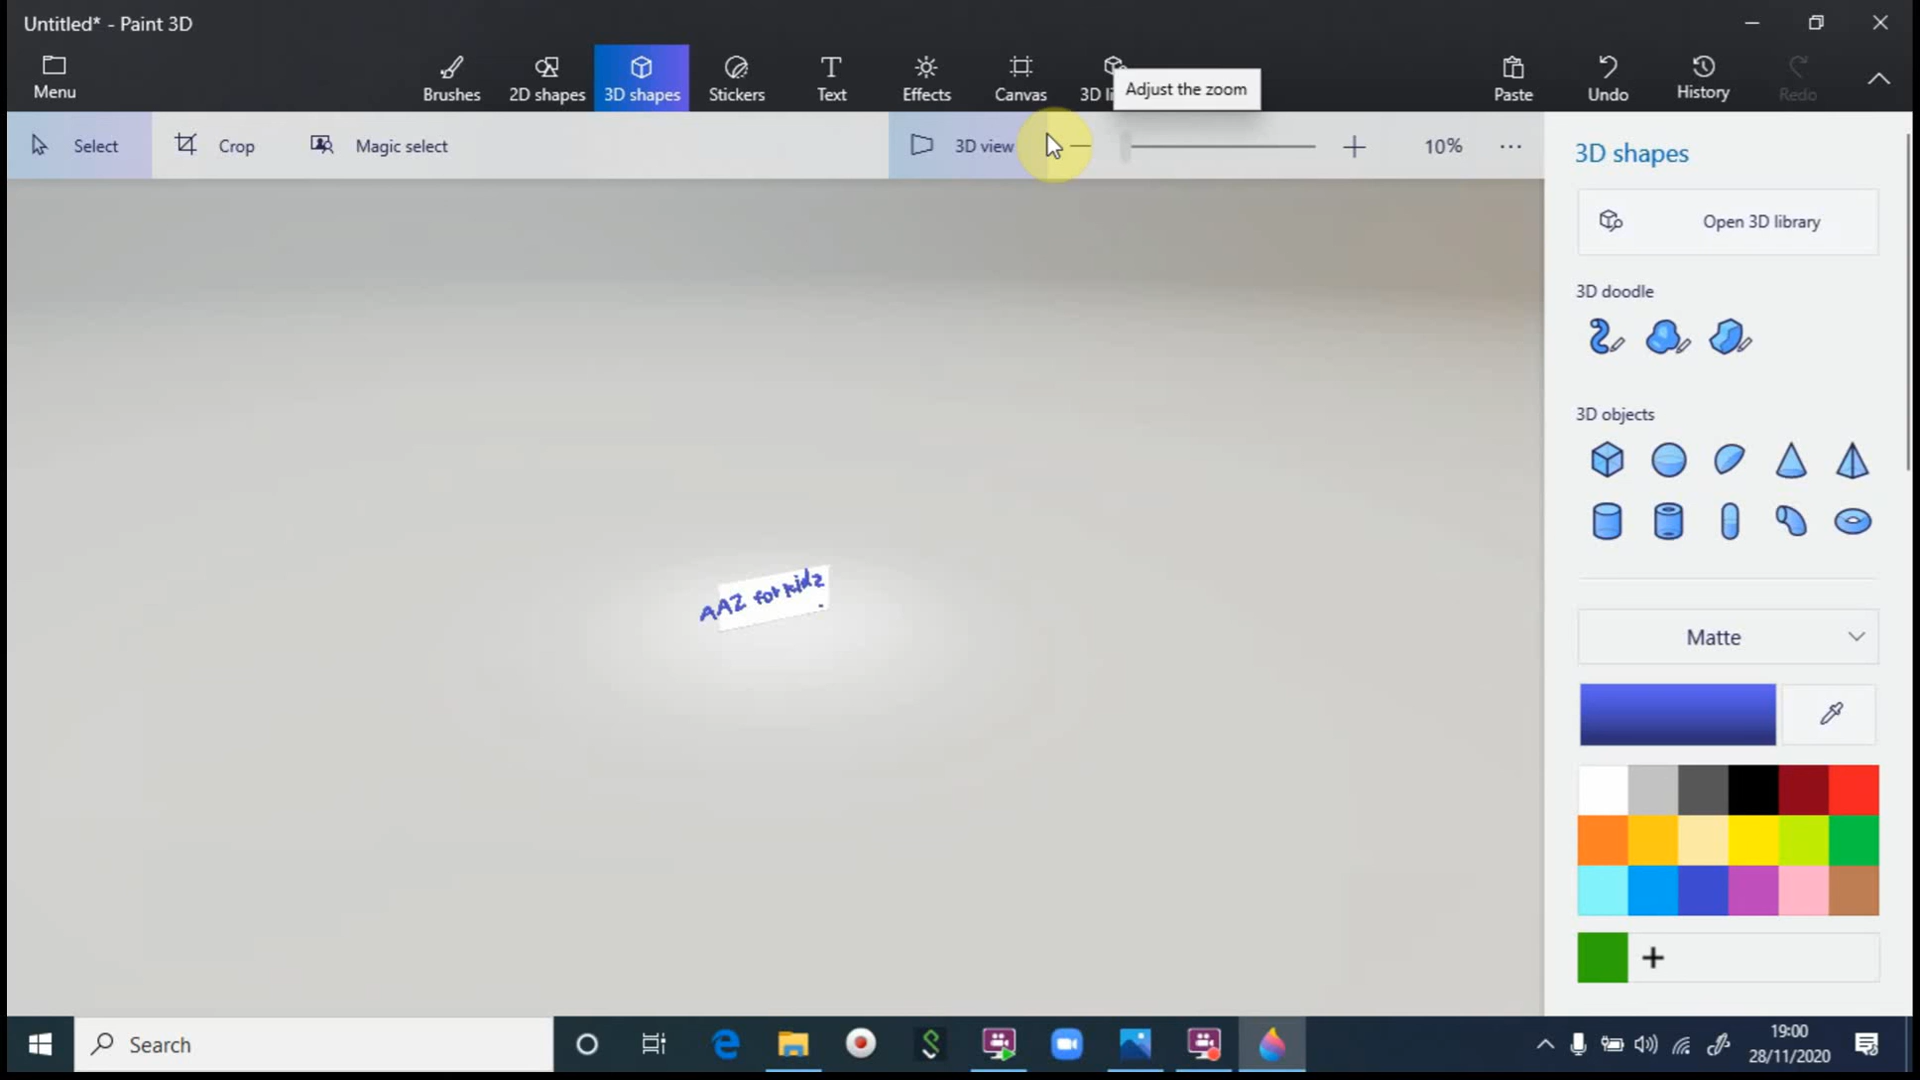 Untitled* - Paint 3D
Menu
Brushes
2D shapes
3D shapes
Stickers
Text
Effects
Canvas
3D li
Adjust the zoom
Paste
Undo
History
Redo
Select
Crop
Magic select
3D view
10%
3D shapes
Open 3D library
3D doodle
3D objects
AAZ for kidz
Matte
Search
19:00
28/11/2020